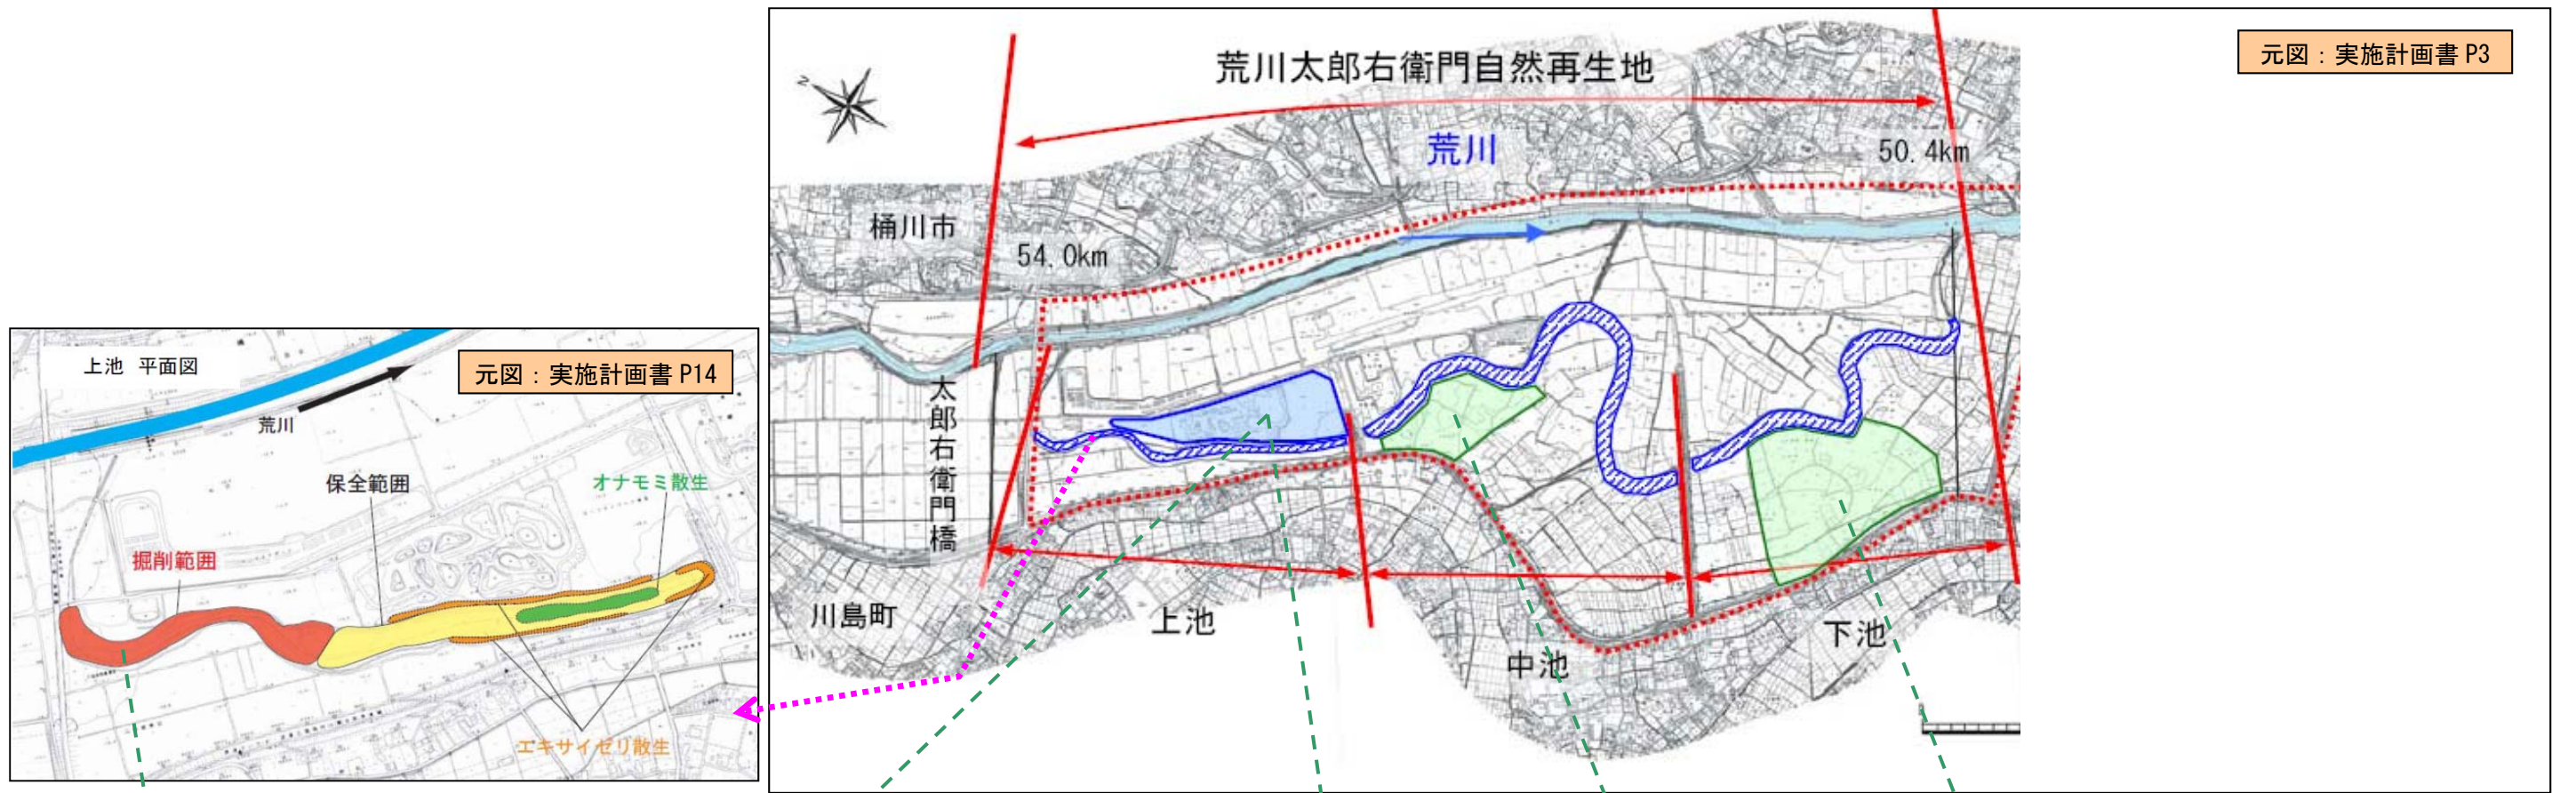 上池 平面図
元図：実施計画書 P14
荒川
保全範囲
オナモミ散生
掘削範囲
エキサイゼリ散生
元図：実施計画書 P3
荒川太郎右衛門自然再生地
荒川
50.4km
桶川市
54.0km
太郎右衛門橋
川島町
上池
中池
下池